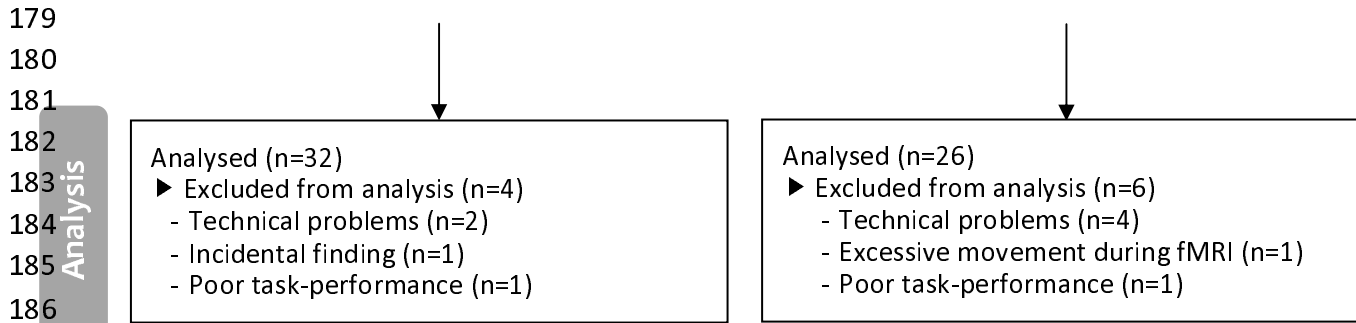 179
180
181
182
183
184
185
186
Analysis
Analysed (n=32)
► Excluded from analysis (n=4)
- Technical problems (n=2)
- Incidental finding (n=1)
- Poor task-performance (n=1)
Analysed (n=26)
► Excluded from analysis (n=6)
- Technical problems (n=4)
- Excessive movement during fMRI (n=1)
- Poor task-performance (n=1)